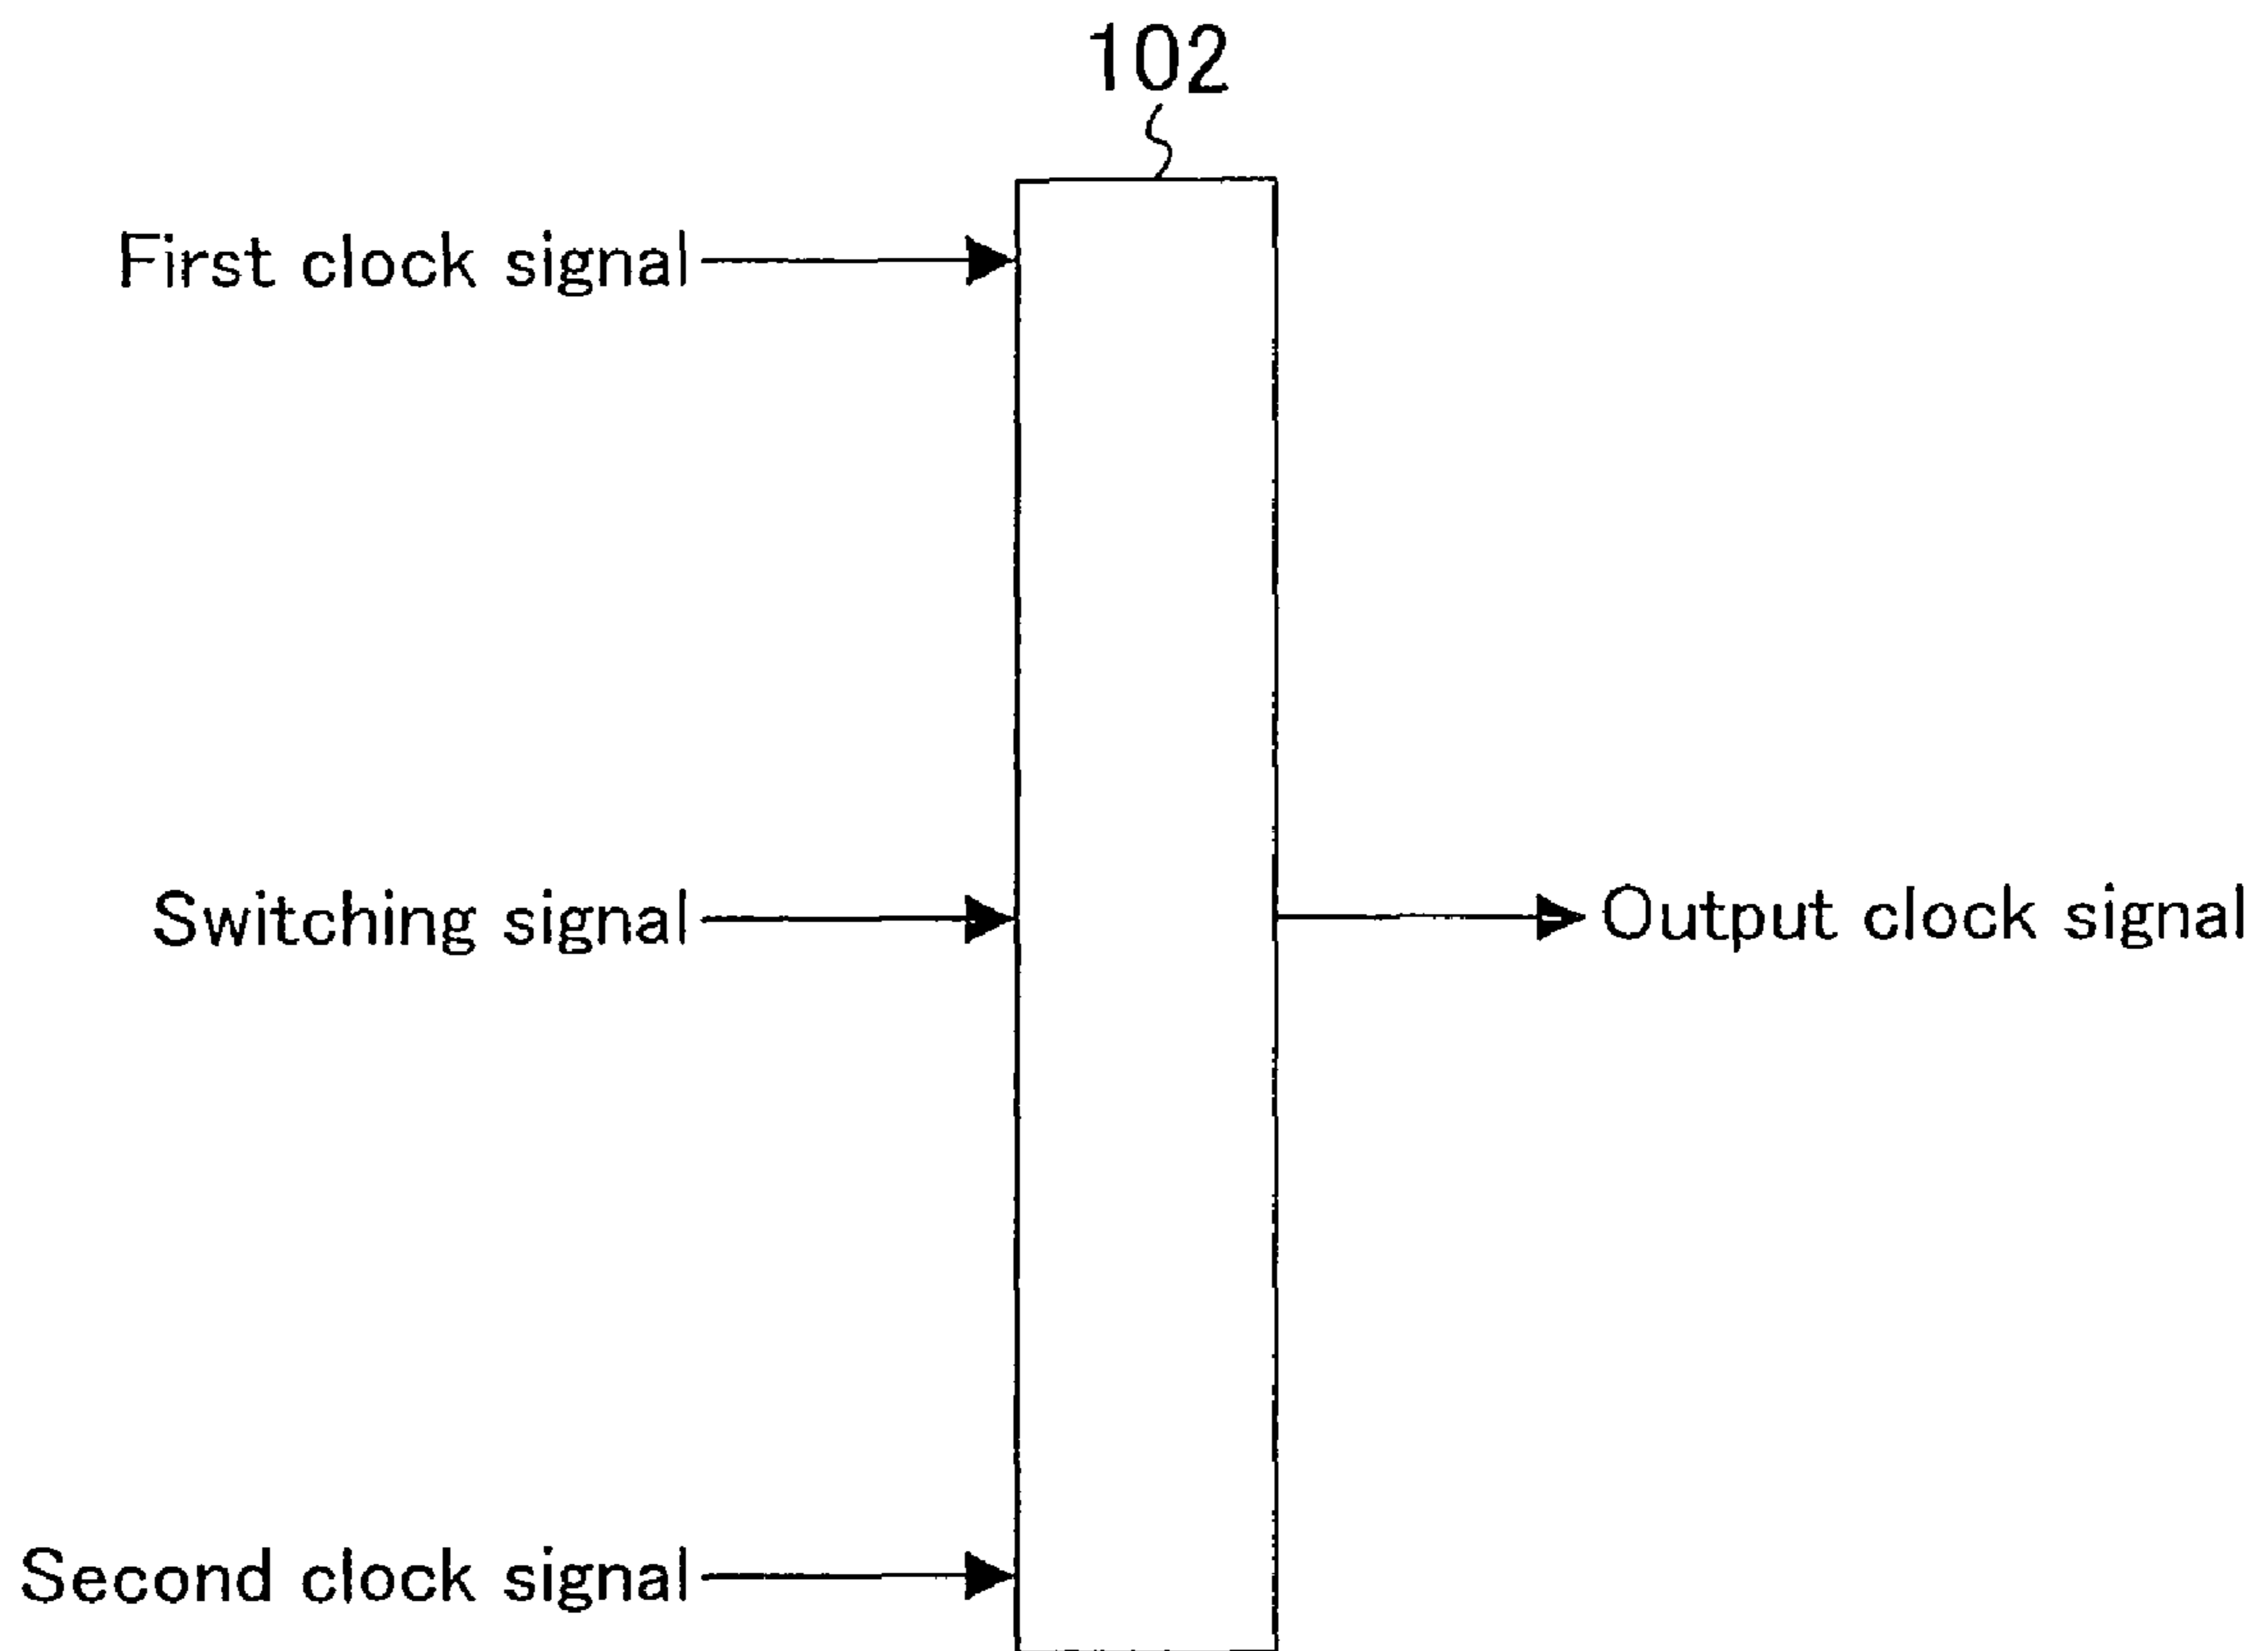 102
First clock signal
Switching signal
Output clock signal
Second clock signal